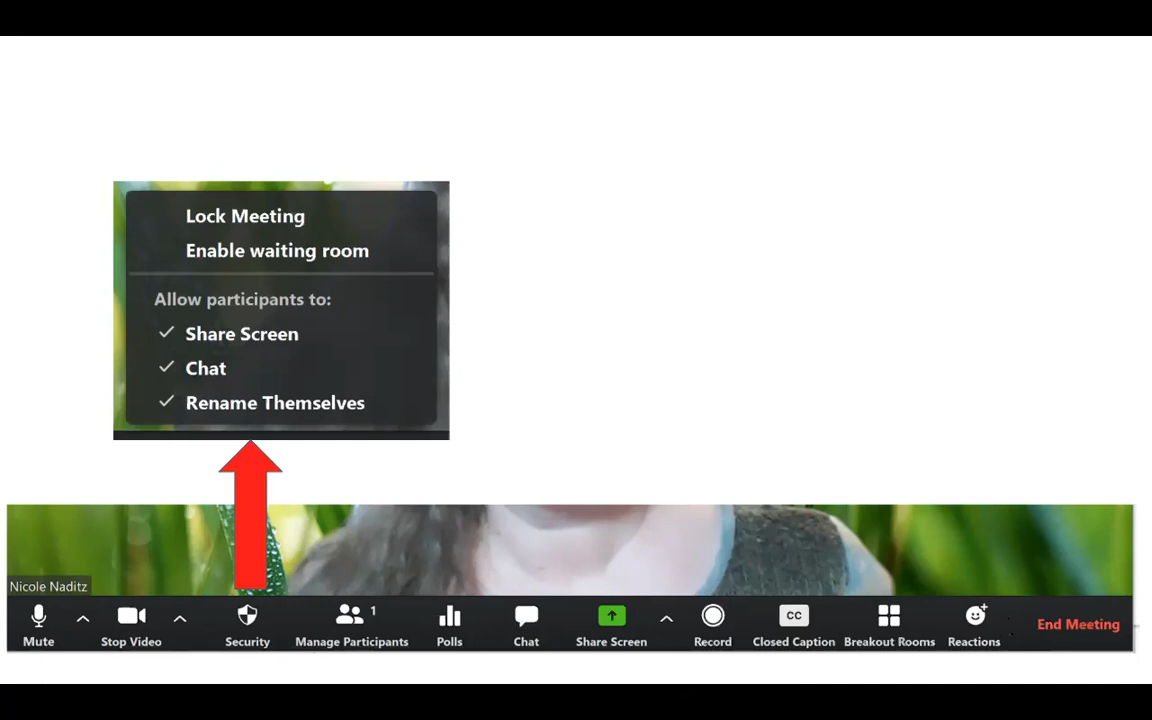 Lock Meeting
Enable waiting room
Allow participants to:
Share Screen
Chat
Rename Themselves
Nicole Naditz
1
CC
Mute
Stop Video
Security
Manage Participants
Polls
Chat
Share Screen
Record
Closed Caption
Breakout Rooms
Reactions
End Meeting